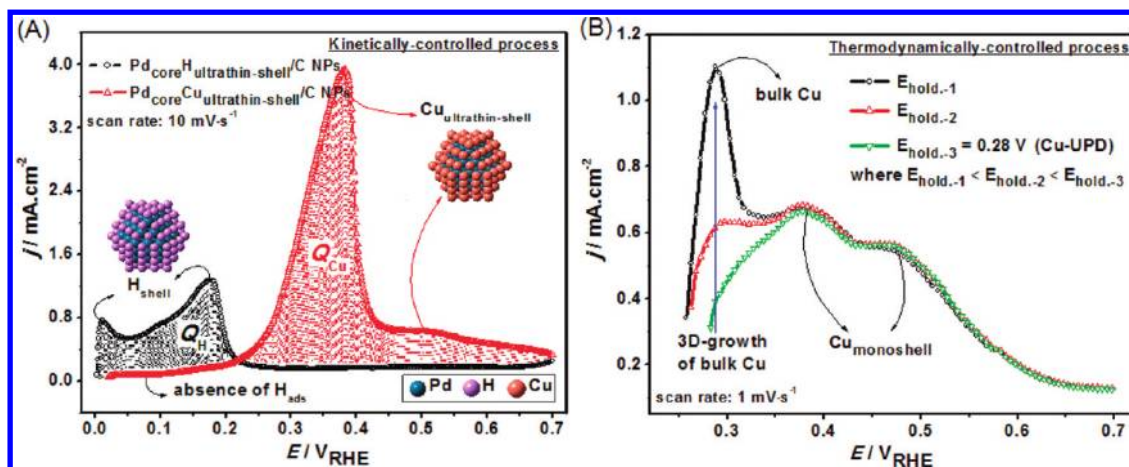 (A)
Kinetically-controlled process
Pd_coreH_ultrathin-shell/C NPs
Pd_coreCu_ultrathin-shell/C NPs
scan rate: 10 mV·s⁻¹
Cu_ultrathin-shell
H_shell
Q_Cu
Q_H
absence of H_ads
Pd H Cu
4.0
3.2
2.4
1.6
0.8
0.0
j / mA.cm⁻²
0.0 0.1 0.2 0.3 0.4 0.5 0.6 0.7
E / V_RHE
(B)
Thermodynamically-controlled process
E_hold.-1
bulk Cu
E_hold.-2
E_hold.-3 = 0.28 V (Cu-UPD)
where E_hold.-1 < E_hold.-2 < E_hold.-3
3D-growth
of bulk Cu
Cu_monoshell
scan rate: 1 mV·s⁻¹
1.2
1.0
0.8
0.6
0.4
0.2
j / mA.cm⁻²
0.3 0.4 0.5 0.6 0.7
E / V_RHE